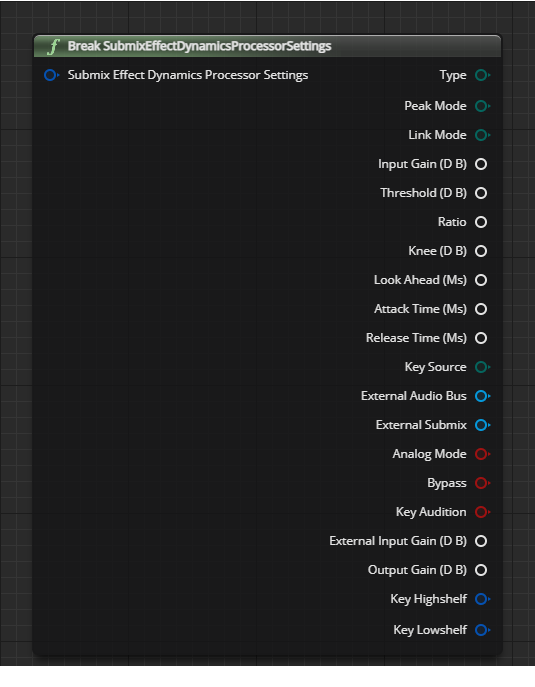 f Break SubmixEffectDynamicsProcessorSettings
Submix Effect Dynamics Processor Settings Type
Peak Mode
Link Mode
Input Gain (D B)
Threshold (D B)
Ratio
Knee (D B)
Look Ahead (Ms)
Attack Time (Ms)
Release Time (Ms)
Key Source
External Audio Bus
External Submix
Analog Mode
Bypass
Key Audition
External Input Gain (D B)
Output Gain (D B)
Key Highshelf
Key Lowshelf